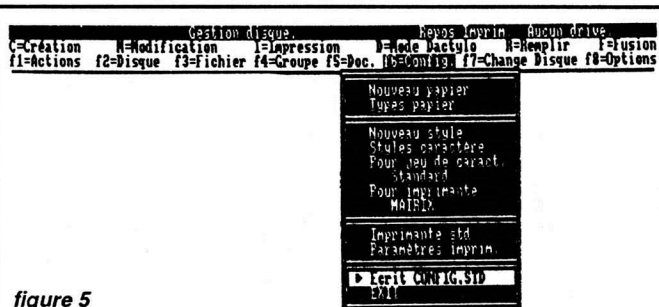 Gestion disque. Repos Imprim Aucun drive.
C=Création M=Modification I=Impression D=Mode Dactylo R=Remplir F=Fusion
f1=Actions f2=Disque f3=Fichier f4=Groupe f5=Doc. f6=Config. f7=Change Disque f8=Options
Nouveau papier
Types papier
Nouveau style
Styles caractère
Pour jeu de caract.
Standard
Pour imprimante
MATRIX
Imprimante std
Paramètres imprim.
Ecrit CONFIG.STD
EXIT
figure 5